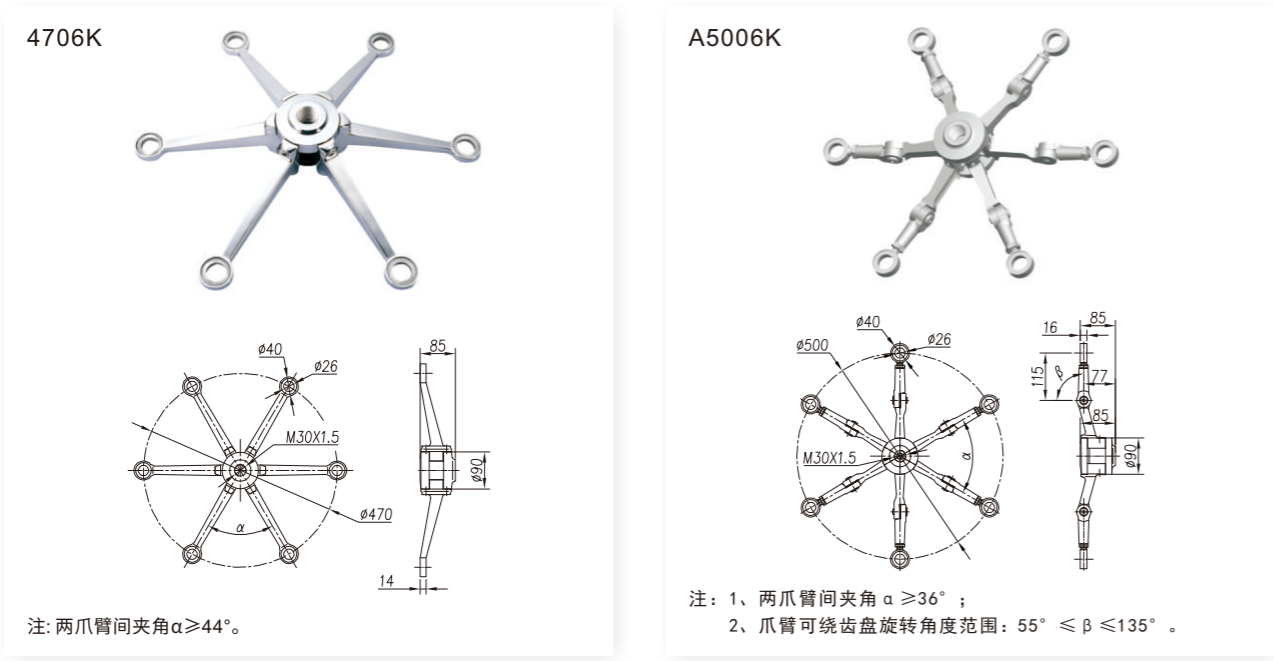 4706K
ø40
ø26
85
M30X1.5
ø90
ø470
α
14
注: 两爪臂间夹角α≥44°。
A5006K
ø40
ø26
ø500
M30X1.5
α
85
16
115
β
77
85
ø90
注: 1、两爪臂间夹角 α ≥36° ；
2、爪臂可绕齿盘旋转角度范围: 55° ≤ β ≤135° 。